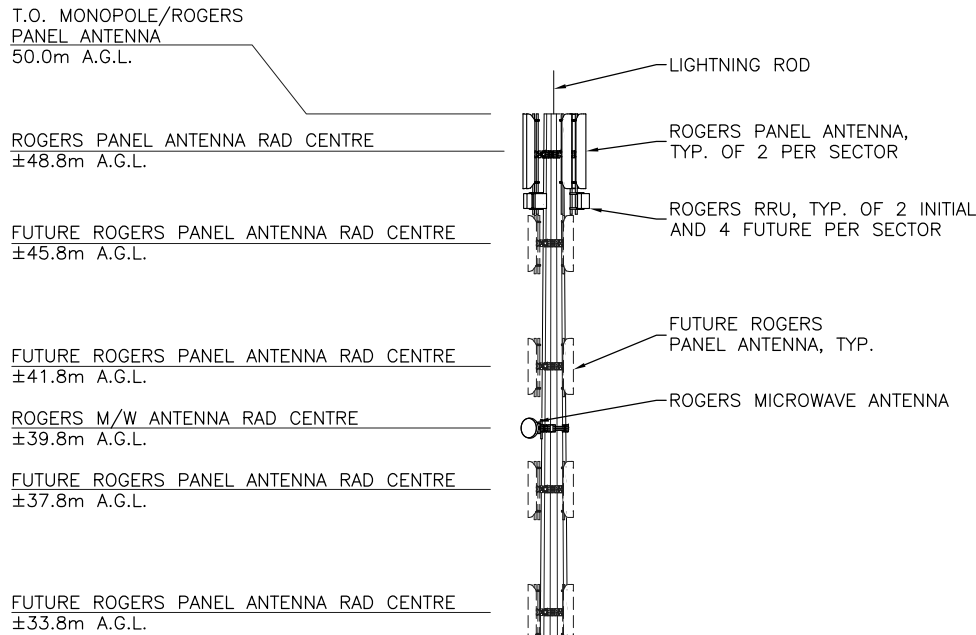 T.O. MONOPOLE/ROGERS
PANEL ANTENNA
50.0m A.G.L.
ROGERS PANEL ANTENNA RAD CENTRE
±48.8m A.G.L.
FUTURE ROGERS PANEL ANTENNA RAD CENTRE
±45.8m A.G.L.
FUTURE ROGERS PANEL ANTENNA RAD CENTRE
±41.8m A.G.L.
ROGERS M/W ANTENNA RAD CENTRE
±39.8m A.G.L.
FUTURE ROGERS PANEL ANTENNA RAD CENTRE
±37.8m A.G.L.
FUTURE ROGERS PANEL ANTENNA RAD CENTRE
±33.8m A.G.L.
LIGHTNING ROD
ROGERS PANEL ANTENNA,
TYP. OF 2 PER SECTOR
ROGERS RRU, TYP. OF 2 INITIAL
AND 4 FUTURE PER SECTOR
FUTURE ROGERS
PANEL ANTENNA, TYP.
ROGERS MICROWAVE ANTENNA